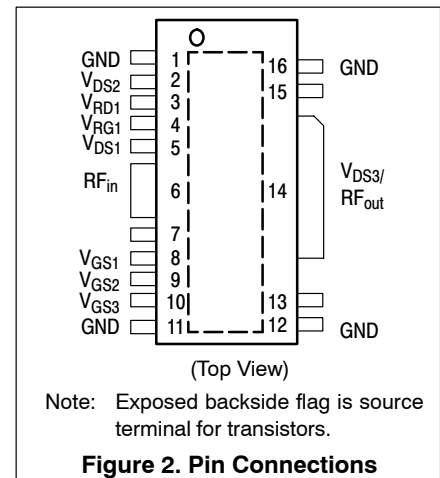 GND 1
VDS2 2
VRD1 3
VRG1 4
VDS1 5
RFin 6
7
VGS1 8
VGS2 9
VGS3 10
GND 11
16 GND
15
14 VDS3/
RFout
13
12 GND
(Top View)
Note: Exposed backside flag is source
terminal for transistors.
Figure 2. Pin Connections